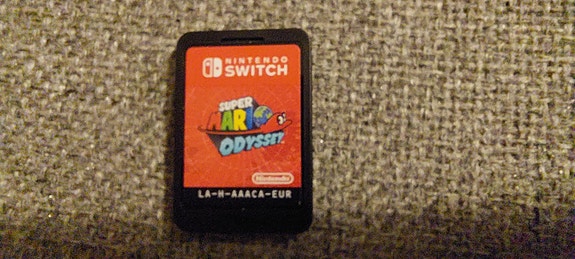 NINTENDO
SWITCH
SUPER
MARIO
ODYSSEY
Nintendo
LA-H-AAACA-EUR